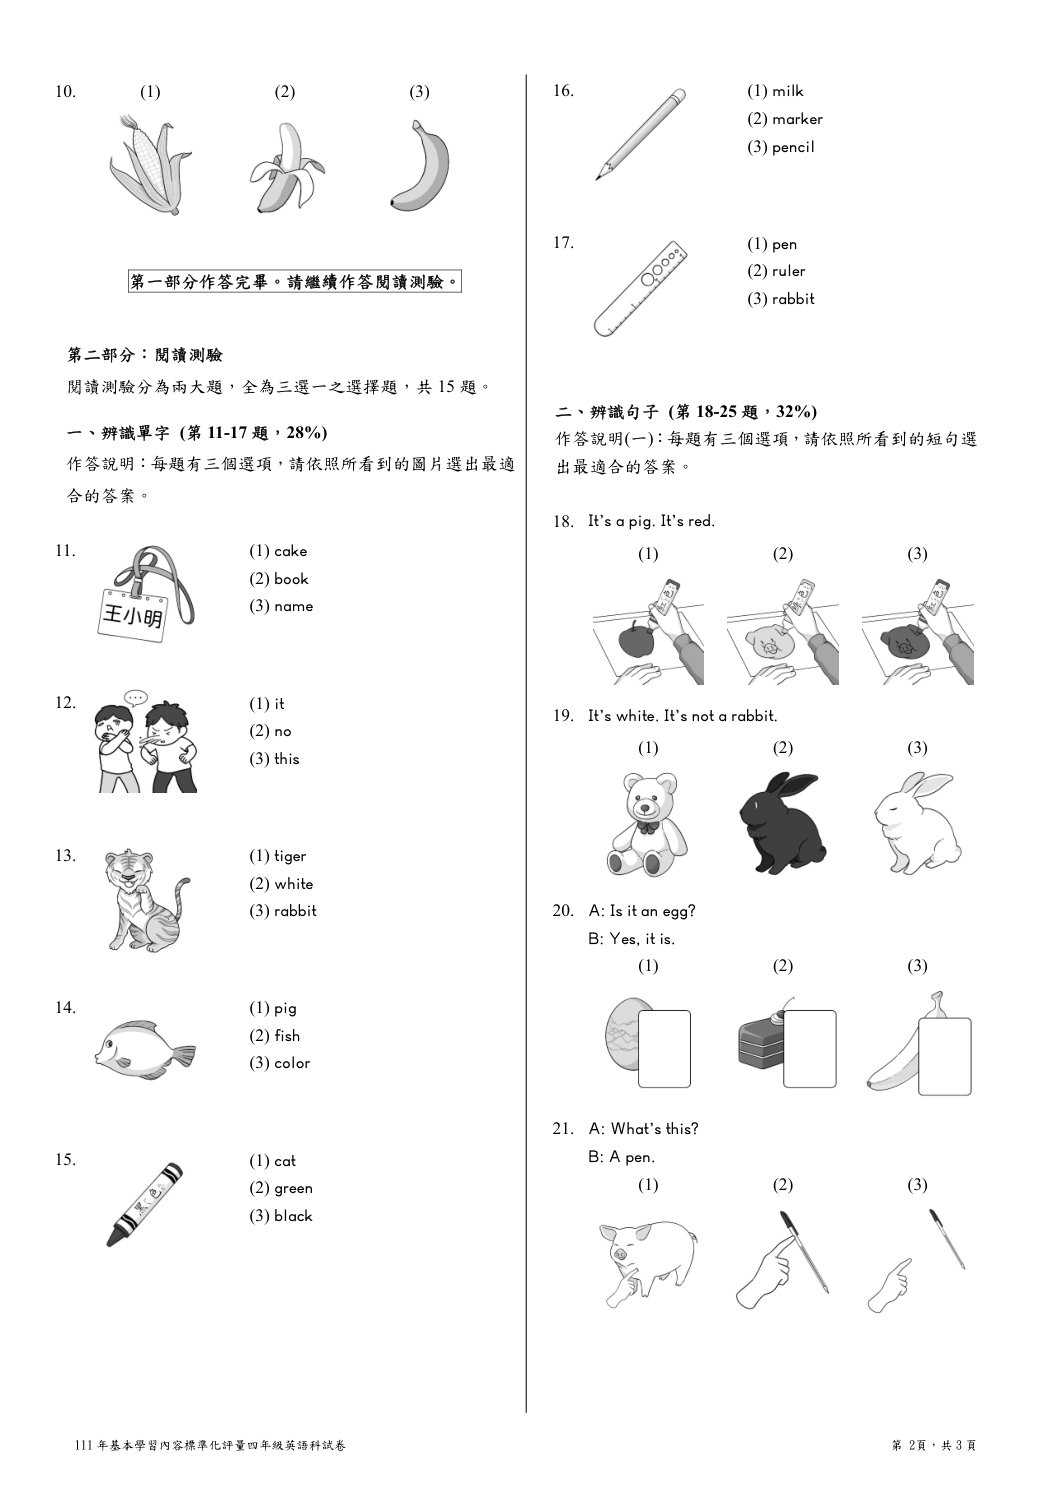 10. (1) (2) (3)
第一部分作答完畢。請繼續作答閱讀測驗。
第二部分：閱讀測驗
閱讀測驗分為兩大題，全為三選一之選擇題，共 15 題。
一、辨識單字 (第 11-17 題，28%)
作答說明：每題有三個選項，請依照所看到的圖片選出最適
合的答案。
11. (1) cake
(2) book
(3) name
王小明
12. (1) it
(2) no
(3) this
...
13. (1) tiger
(2) white
(3) rabbit
14. (1) pig
(2) fish
(3) color
15. (1) cat
(2) green
(3) black
黑色
16. (1) milk
(2) marker
(3) pencil
17. (1) pen
(2) ruler
(3) rabbit
二、辨識句子 (第 18-25 題，32%)
作答說明(一)：每題有三個選項，請依照所看到的短句選
出最適合的答案。
18. It's a pig. It's red.
(1) (2) (3)
19. It's white. It's not a rabbit.
(1) (2) (3)
20. A: Is it an egg?
B: Yes, it is.
(1) (2) (3)
21. A: What's this?
B: A pen.
(1) (2) (3)
111 年基本學習內容標準化評量四年級英語科試卷
第 2頁，共 3 頁